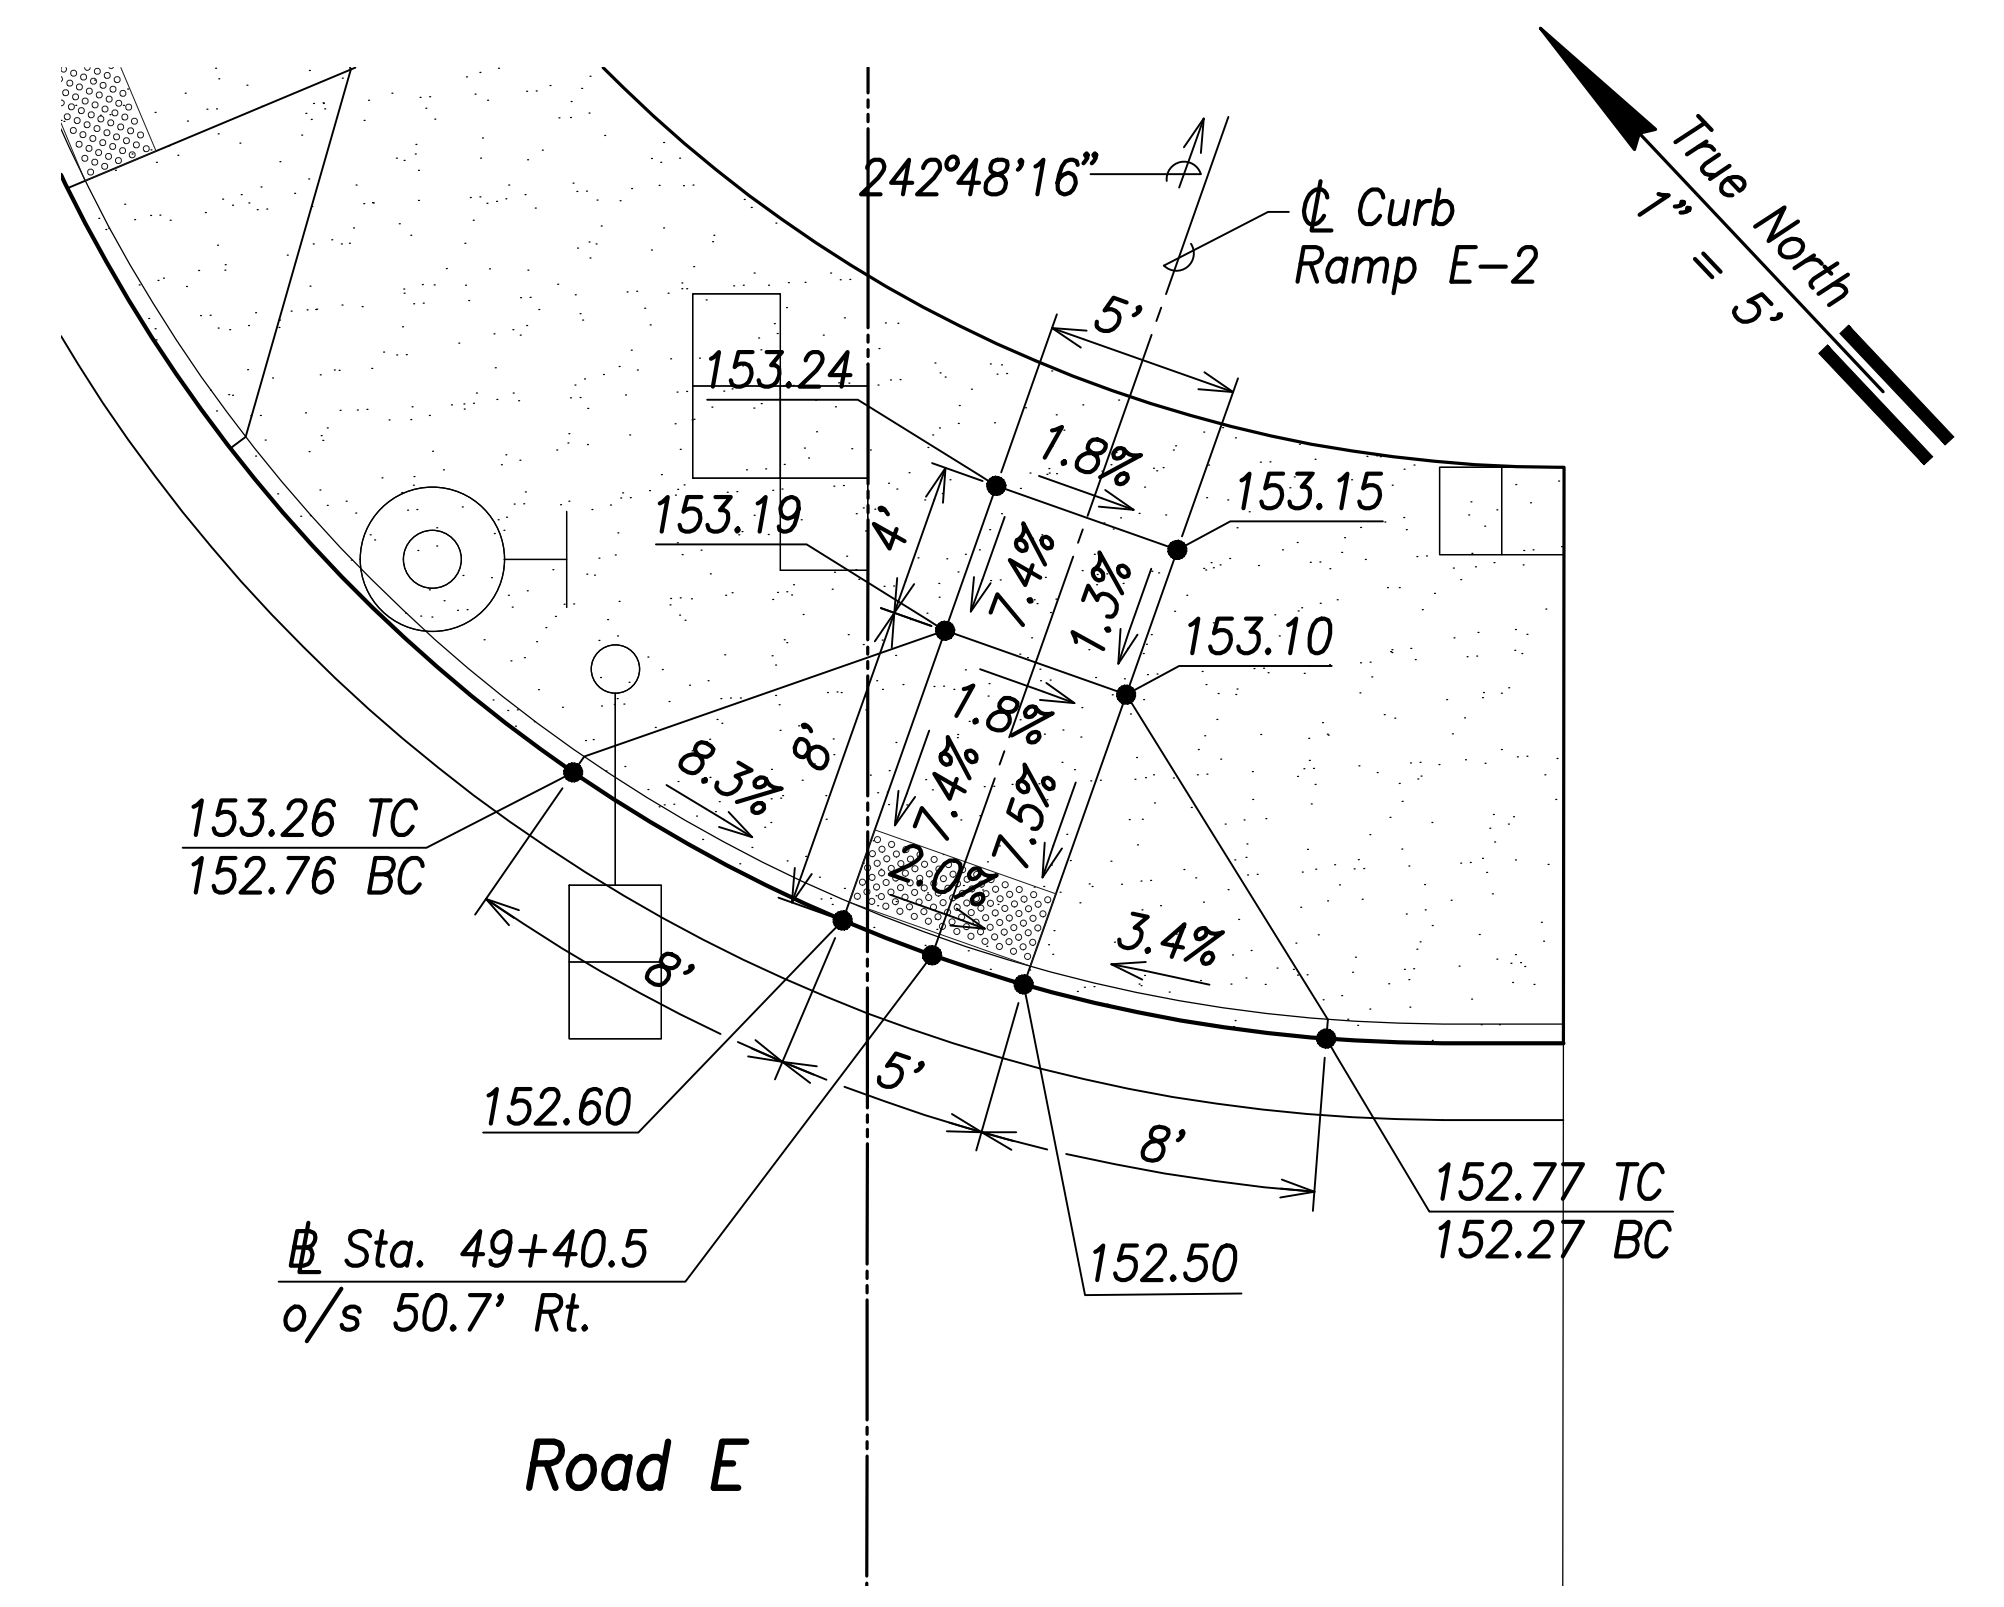 242°48'16"
℄ Curb
Ramp E-2
True North
1" = 5'
5'
153.24
1.8%
153.15
153.19
4'
7.4%
1.3%
153.10
1.8%
8'
8.3%
7.4%
7.5%
2.0%
3.4%
153.26 TC
152.76 BC
8'
5'
8'
152.60
152.77 TC
152.27 BC
152.50
BL Sta. 49+40.5
o/s 50.7' Rt.
Road E